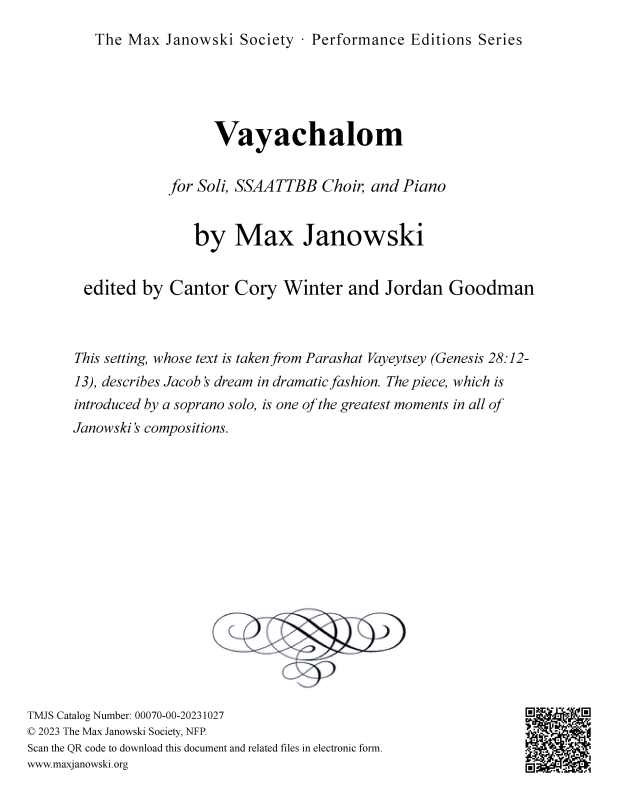 The Max Janowski Society · Performance Editions Series
Vayachalom
for Soli, SSAATTBB Choir, and Piano
by Max Janowski
edited by Cantor Cory Winter and Jordan Goodman
This setting, whose text is taken from Parashat Vayeytsey (Genesis 28:12-
13), describes Jacob’s dream in dramatic fashion. The piece, which is
introduced by a soprano solo, is one of the greatest moments in all of
Janowski’s compositions.
TMJS Catalog Number: 00070-00-20231027
© 2023 The Max Janowski Society, NFP.
Scan the QR code to download this document and related files in electronic form.
www.maxjanowski.org